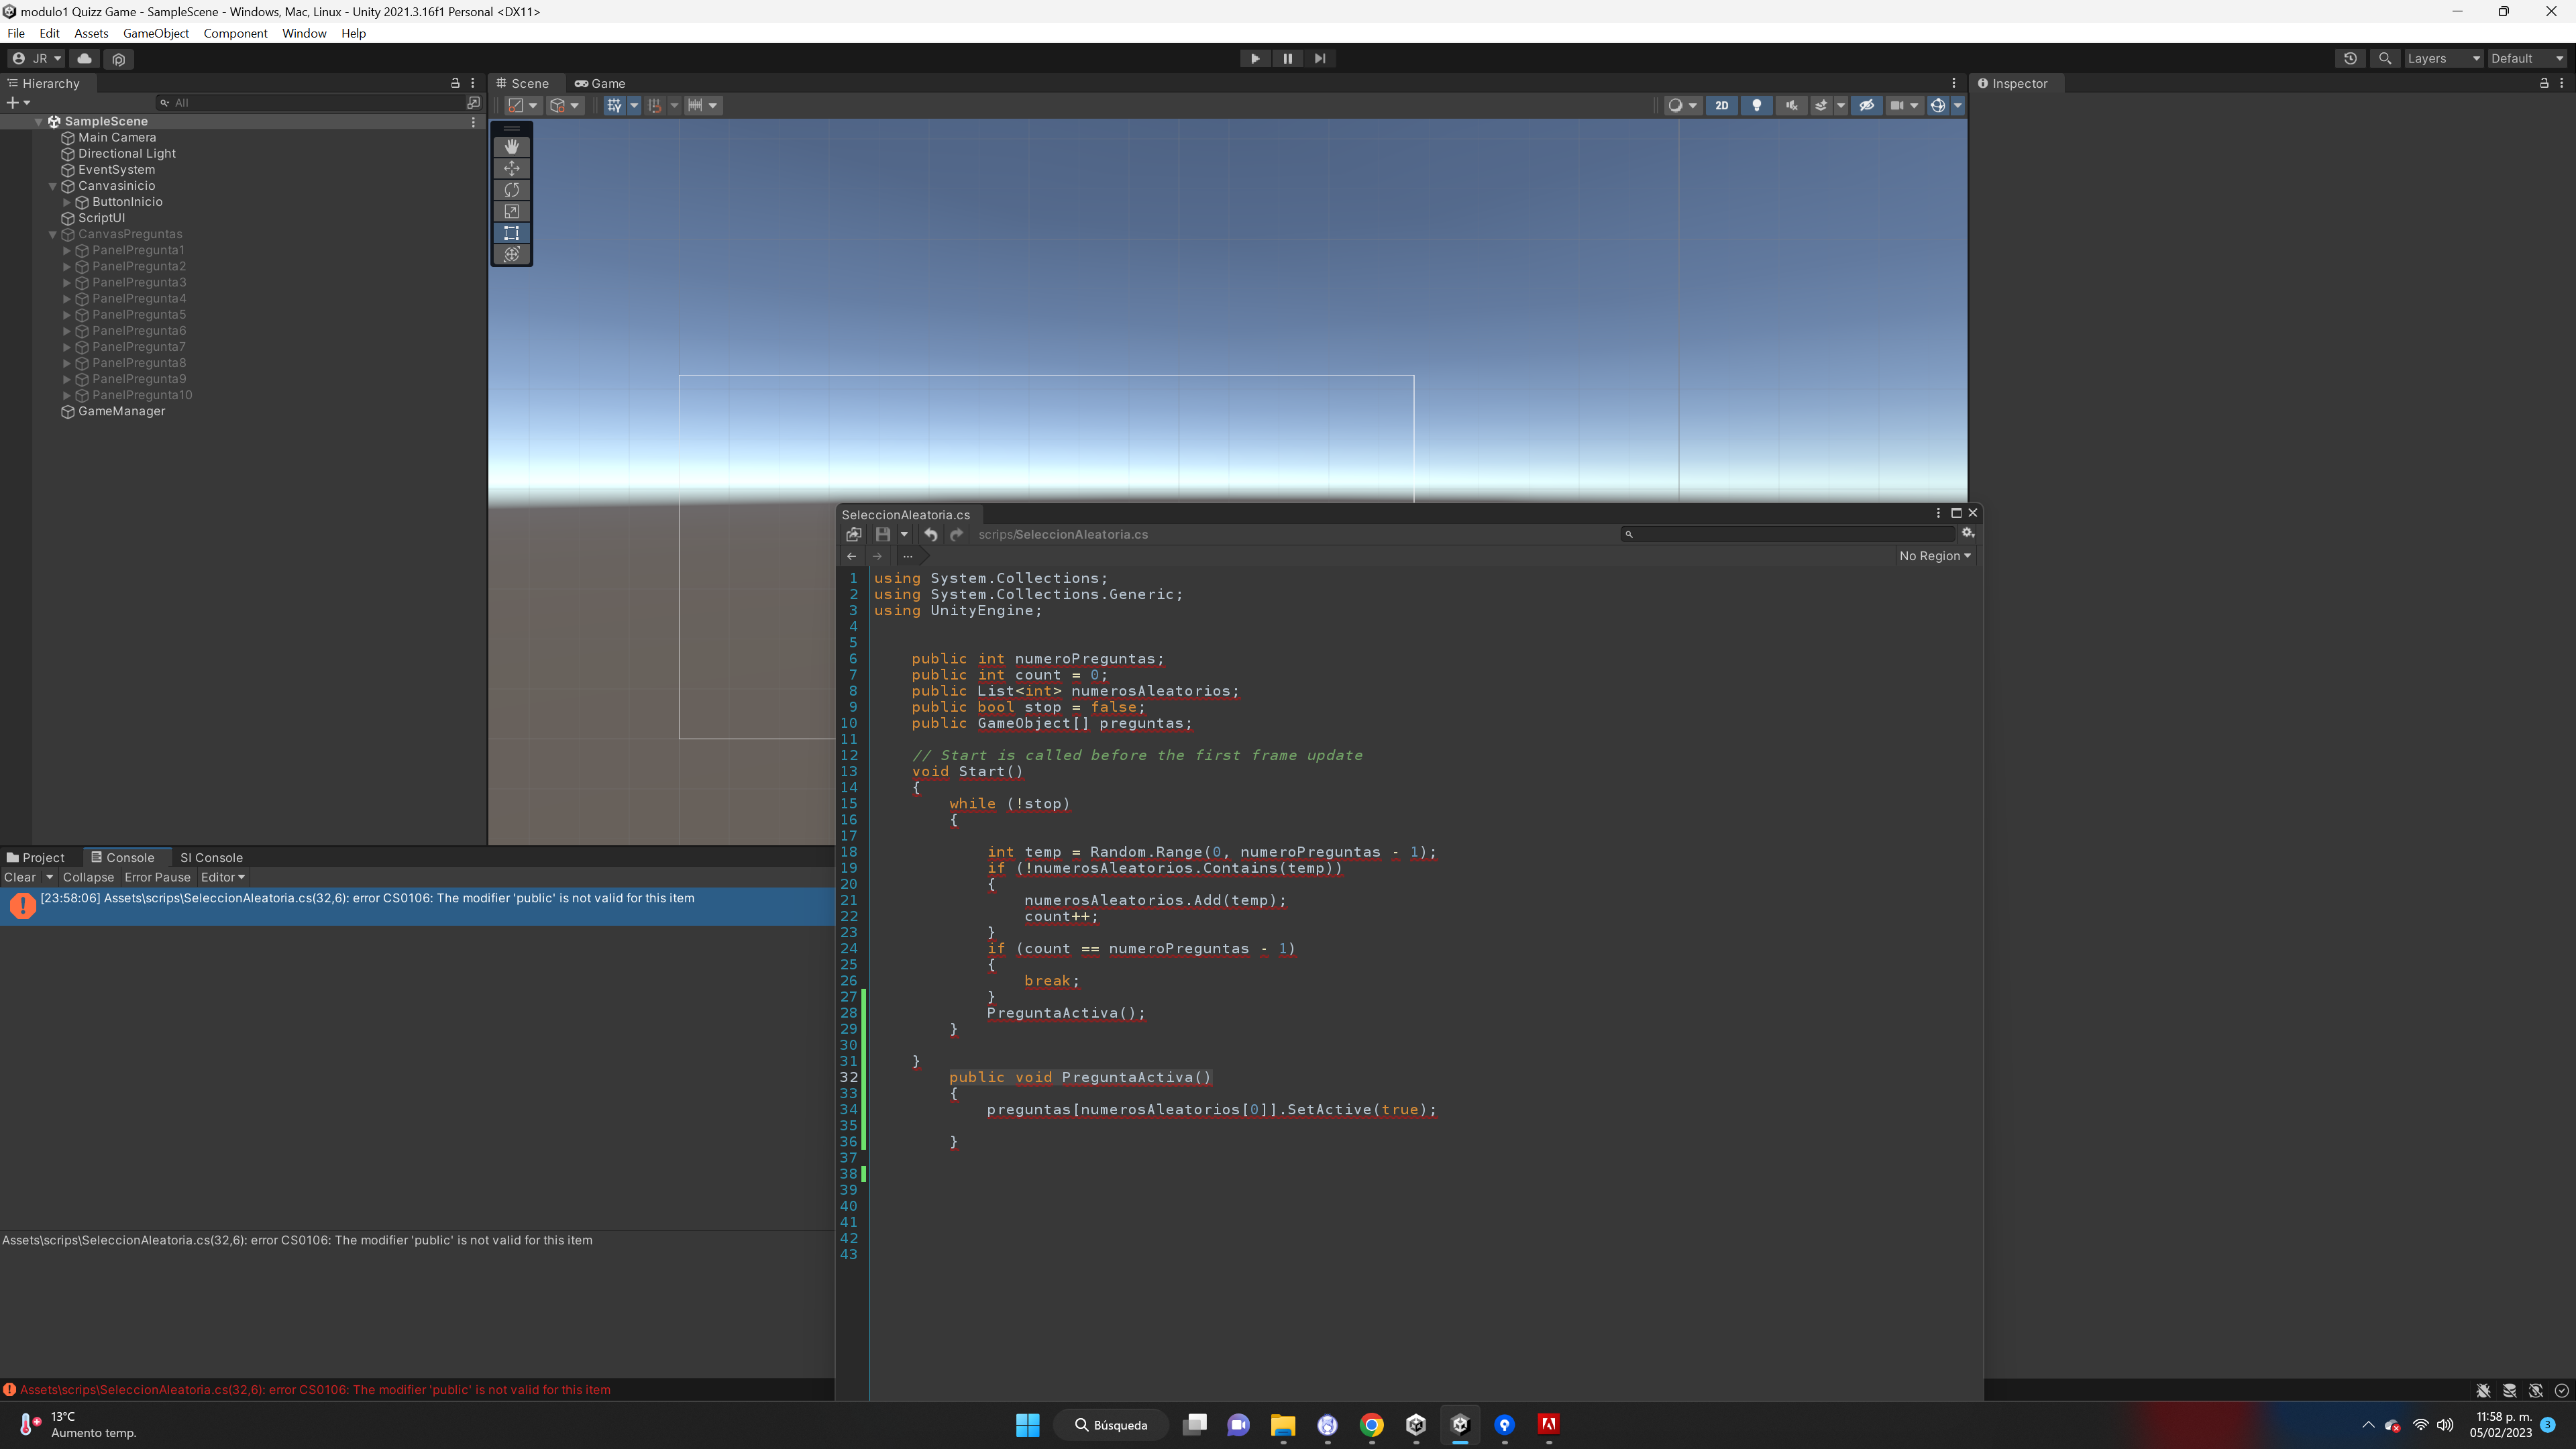 modulo1 Quizz Game - SampleScene - Windows, Mac, Linux - Unity 2021.3.16f1 Personal <DX11>
File Edit Assets GameObject Component Window Help
JR Layers Default
Hierarchy
All
SampleScene
Main Camera
Directional Light
EventSystem
Canvasinicio
ButtonInicio
ScriptUI
CanvasPreguntas
PanelPregunta1
PanelPregunta2
PanelPregunta3
PanelPregunta4
PanelPregunta5
PanelPregunta6
PanelPregunta7
PanelPregunta8
PanelPregunta9
PanelPregunta10
GameManager
Scene Game
2D
Inspector
SeleccionAleatoria.cs
scrips/SeleccionAleatoria.cs
... No Region
1 using System.Collections;
2 using System.Collections.Generic;
3 using UnityEngine;
4
5
6 public int numeroPreguntas;
7 public int count = 0;
8 public List<int> numerosAleatorios;
9 public bool stop = false;
10 public GameObject[] preguntas;
11
12 // Start is called before the first frame update
13 void Start()
14 {
15 while (!stop)
16 {
17
18 int temp = Random.Range(0, numeroPreguntas - 1);
19 if (!numerosAleatorios.Contains(temp))
20 {
21 numerosAleatorios.Add(temp);
22 count++;
23 }
24 if (count == numeroPreguntas - 1)
25 {
26 break;
27 }
28 PreguntaActiva();
29 }
30
31 }
32 public void PreguntaActiva()
33 {
34 preguntas[numerosAleatorios[0]].SetActive(true);
35
36 }
37
38
39
40
41
42
43
Project Console SI Console
Clear Collapse Error Pause Editor
[23:58:06] Assets\scrips\SeleccionAleatoria.cs(32,6): error CS0106: The modifier 'public' is not valid for this item
Assets\scrips\SeleccionAleatoria.cs(32,6): error CS0106: The modifier 'public' is not valid for this item
Assets\scrips\SeleccionAleatoria.cs(32,6): error CS0106: The modifier 'public' is not valid for this item
13°C
Aumento temp.
Búsqueda
11:58 p. m.
05/02/2023
3